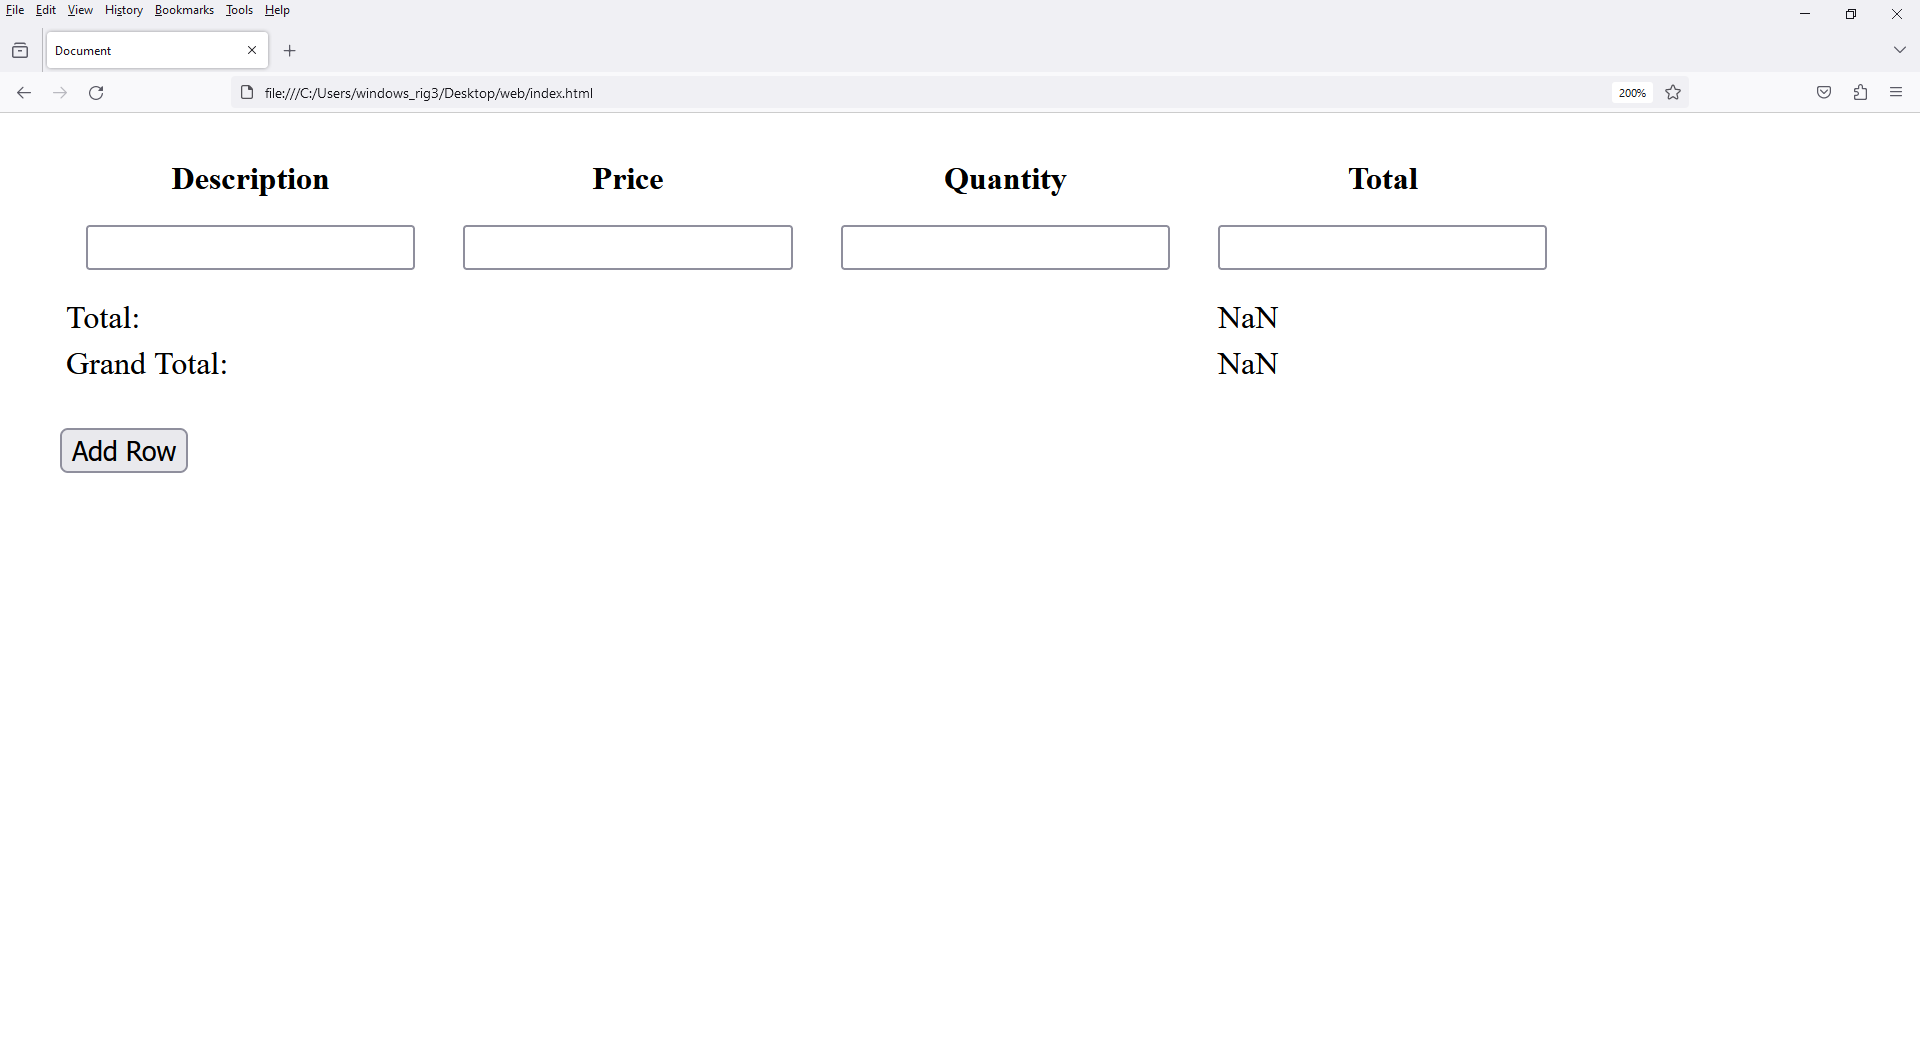 File Edit View History Bookmarks Tools Help
Document
file:///C:/Users/windows_rig3/Desktop/web/index.html 200%
Description Price Quantity Total
Total: NaN
Grand Total: NaN
Add Row